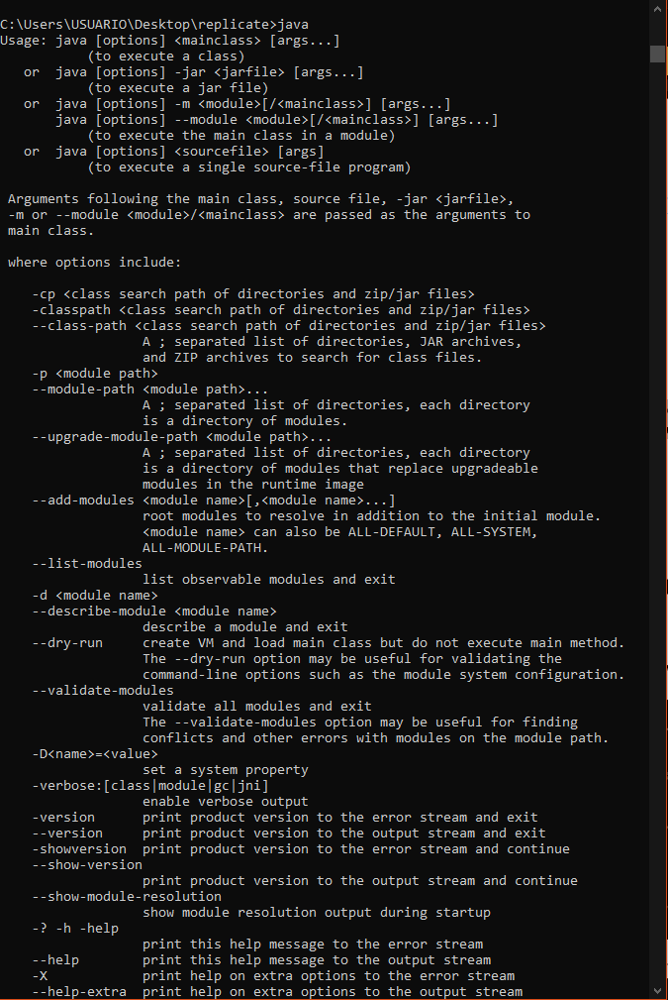 C:\Users\USUARIO\Desktop\replicate>java
Usage: java [options] <mainclass> [args...]
           (to execute a class)
   or  java [options] -jar <jarfile> [args...]
           (to execute a jar file)
   or  java [options] -m <module>[/<mainclass>] [args...]
       java [options] --module <module>[/<mainclass>] [args...]
           (to execute the main class in a module)
   or  java [options] <sourcefile> [args]
           (to execute a single source-file program)

 Arguments following the main class, source file, -jar <jarfile>,
 -m or --module <module>/<mainclass> are passed as the arguments to
 main class.

 where options include:

    -cp <class search path of directories and zip/jar files>
    -classpath <class search path of directories and zip/jar files>
    --class-path <class search path of directories and zip/jar files>
                  A ; separated list of directories, JAR archives,
                  and ZIP archives to search for class files.
    -p <module path>
    --module-path <module path>...
                  A ; separated list of directories, each directory
                  is a directory of modules.
    --upgrade-module-path <module path>...
                  A ; separated list of directories, each directory
                  is a directory of modules that replace upgradeable
                  modules in the runtime image
    --add-modules <module name>[,<module name>...]
                  root modules to resolve in addition to the initial module.
                  <module name> can also be ALL-DEFAULT, ALL-SYSTEM,
                  ALL-MODULE-PATH.
    --list-modules
                  list observable modules and exit
    -d <module name>
    --describe-module <module name>
                  describe a module and exit
    --dry-run     create VM and load main class but do not execute main method.
                  The --dry-run option may be useful for validating the
                  command-line options such as the module system configuration.
    --validate-modules
                  validate all modules and exit
                  The --validate-modules option may be useful for finding
                  conflicts and other errors with modules on the module path.
    -D<name>=<value>
                  set a system property
    -verbose:[class|module|gc|jni]
                  enable verbose output
    -version      print product version to the error stream and exit
    --version     print product version to the output stream and exit
    -showversion  print product version to the error stream and continue
    --show-version
                  print product version to the output stream and continue
    --show-module-resolution
                  show module resolution output during startup
    -? -h -help
                  print this help message to the error stream
    --help        print this help message to the output stream
    -X            print help on extra options to the error stream
    --help-extra  print help on extra options to the output stream